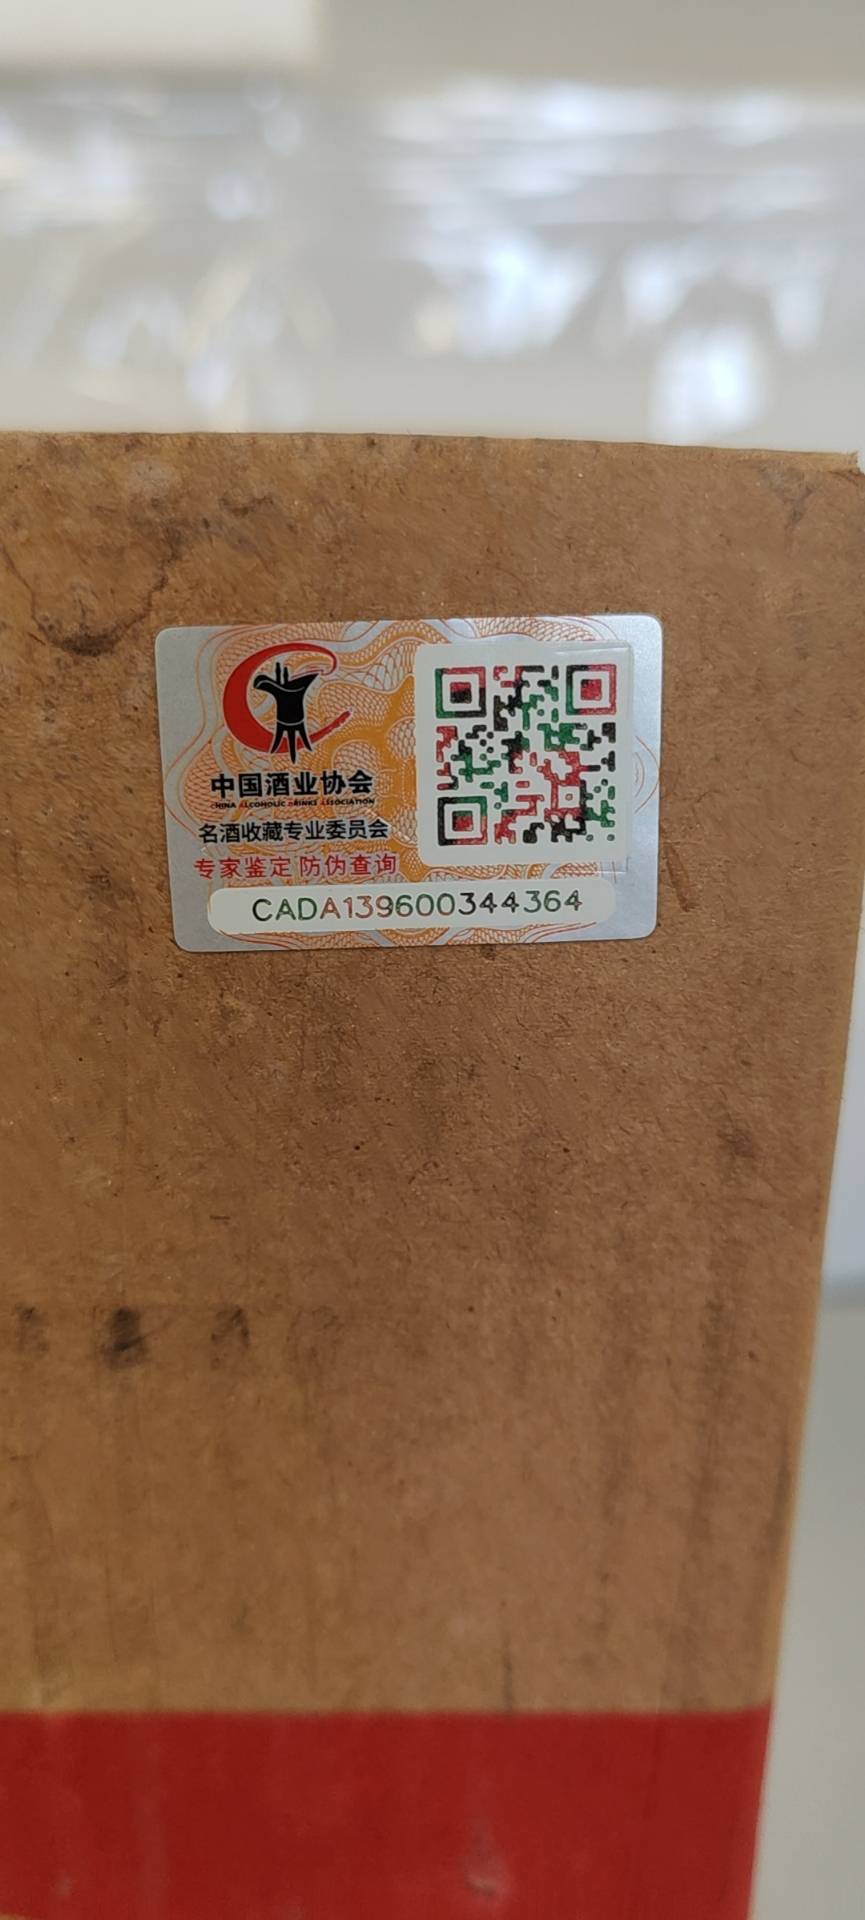 中国酒业协会
CHINA ALCOHOLIC DRINKS ASSOCIATION
名酒收藏专业委员会
专家鉴定 防伪查询
CADA139600344364